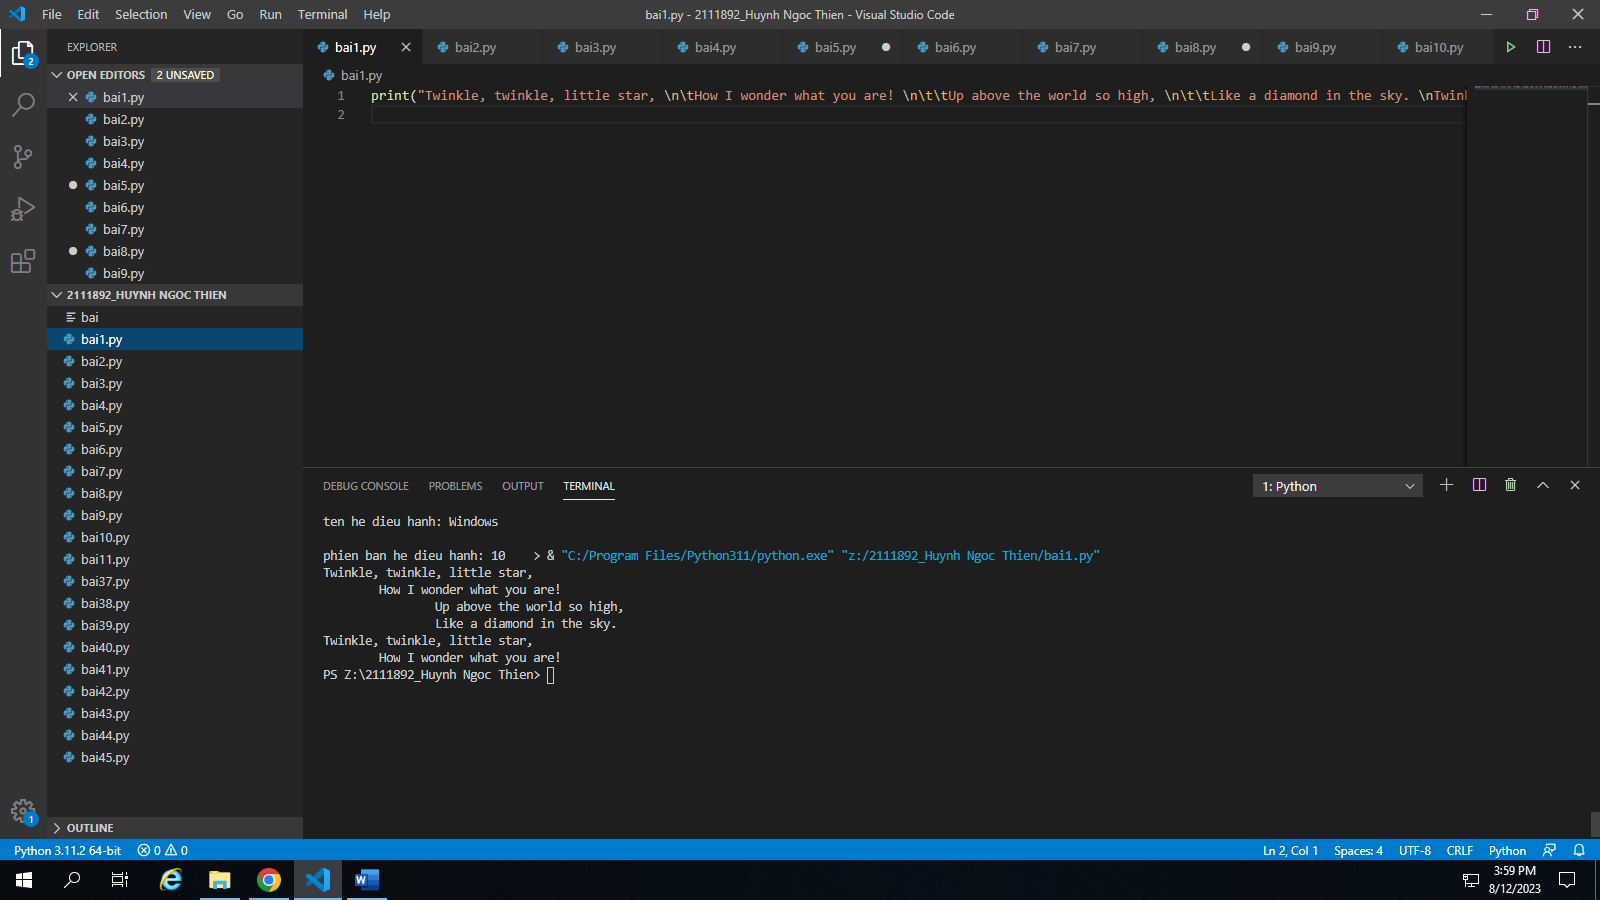 File Edit Selection View Go Run Terminal Help
bai1.py - 2111892_Huynh Ngoc Thien - Visual Studio Code
EXPLORER
OPEN EDITORS 2 UNSAVED
bai1.py
bai2.py
bai3.py
bai4.py
bai5.py
bai6.py
bai7.py
bai8.py
bai9.py
2111892_HUYNH NGOC THIEN
bai
bai1.py
bai2.py
bai3.py
bai4.py
bai5.py
bai6.py
bai7.py
bai8.py
bai9.py
bai10.py
bai11.py
bai37.py
bai38.py
bai39.py
bai40.py
bai41.py
bai42.py
bai43.py
bai44.py
bai45.py
OUTLINE
2
1
bai1.py bai2.py bai3.py bai4.py bai5.py bai6.py bai7.py bai8.py bai9.py bai10.py
bai1.py
1 print("Twinkle, twinkle, little star, \n\tHow I wonder what you are! \n\t\tUp above the world so high, \n\t\tLike a diamond in the sky. \nTwink
2
DEBUG CONSOLE PROBLEMS OUTPUT TERMINAL
1: Python
ten he dieu hanh: Windows
phien ban he dieu hanh: 10 > & "C:/Program Files/Python311/python.exe" "z:/2111892_Huynh Ngoc Thien/bai1.py"
Twinkle, twinkle, little star,
How I wonder what you are!
Up above the world so high,
Like a diamond in the sky.
Twinkle, twinkle, little star,
How I wonder what you are!
PS Z:\2111892_Huynh Ngoc Thien>
Python 3.11.2 64-bit 0 0
Ln 2, Col 1 Spaces: 4 UTF-8 CRLF Python
3:59 PM
8/12/2023